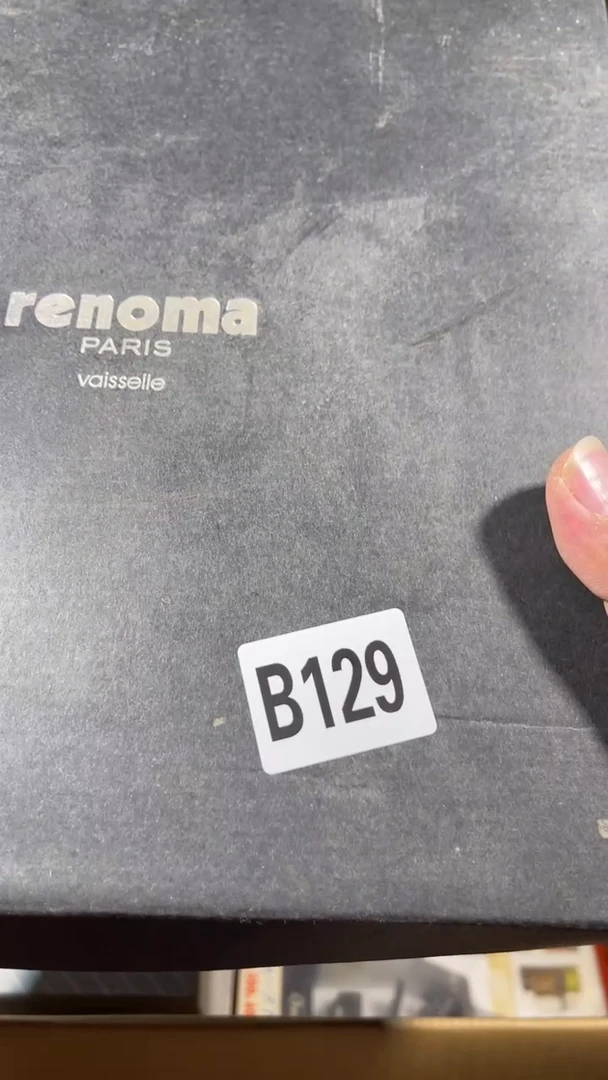 renoma
PARIS
vaisselle
B129